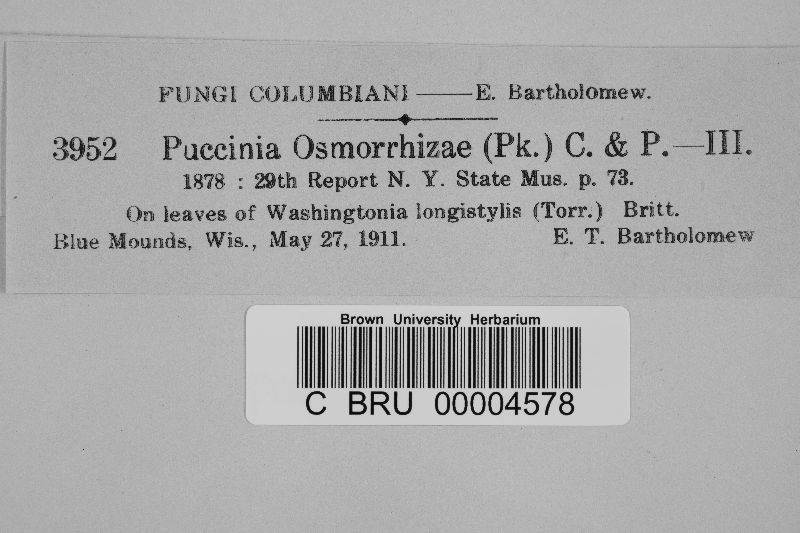 FUNGI COLUMBIANI —— E. Bartholomew.
3952 Puccinia Osmorrhizae (Pk.) C. & P.—III.
1878 : 29th Report N. Y. State Mus. p. 73.
On leaves of Washingtonia longistylis (Torr.) Britt.
Blue Mounds, Wis., May 27, 1911. E. T. Bartholomew
Brown University Herbarium
C BRU 00004578